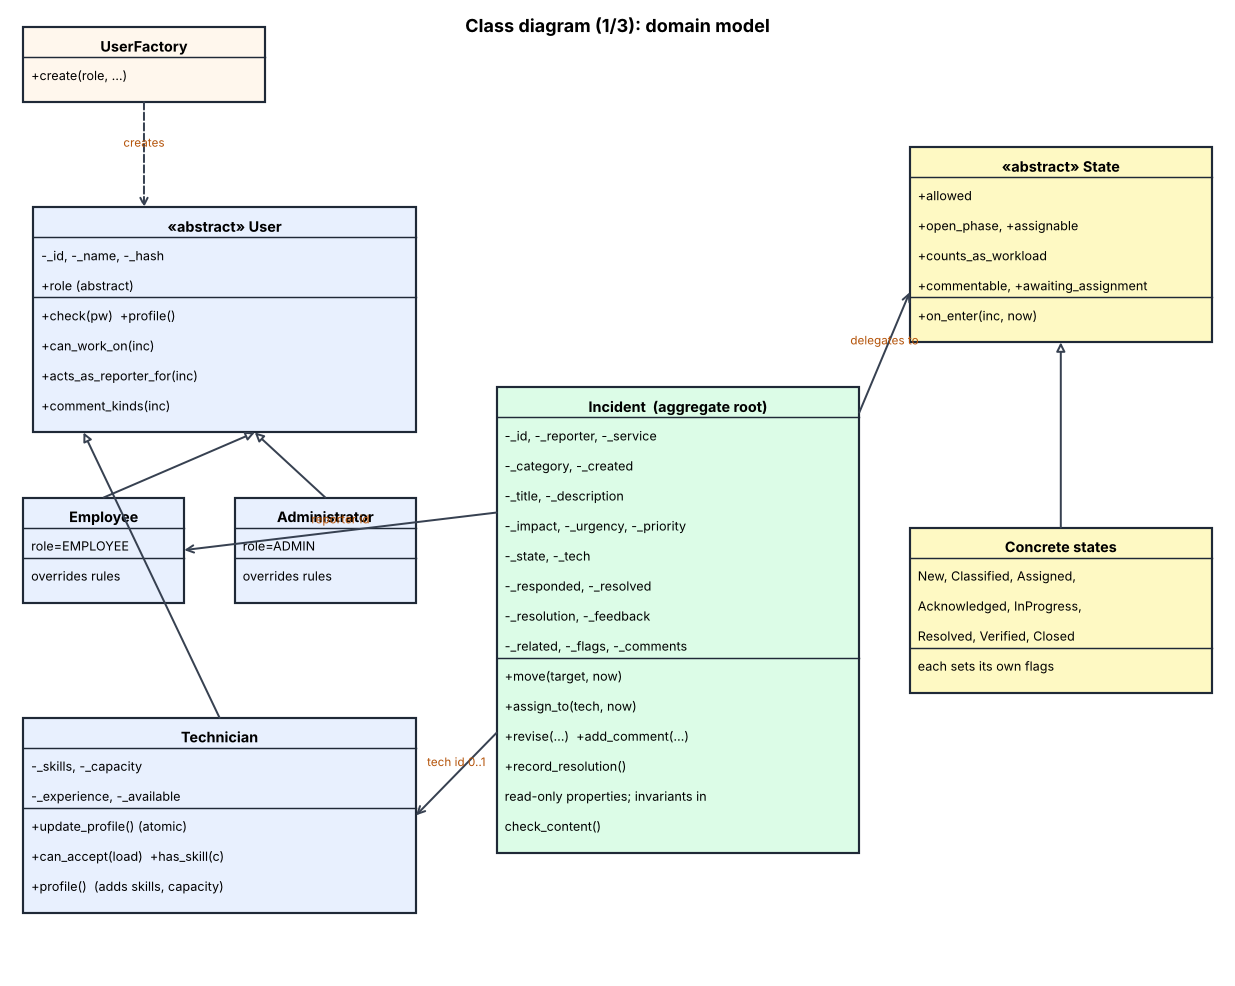 Class diagram (1/3): domain model
UserFactory
+create(role, ...)
creates
«abstract» User
-_id, -_name, -_hash
+role (abstract)
+check(pw)  +profile()
+can_work_on(inc)
+acts_as_reporter_for(inc)
+comment_kinds(inc)
«abstract» State
+allowed
+open_phase, +assignable
+counts_as_workload
+commentable, +awaiting_assignment
+on_enter(inc, now)
delegates to
Incident  (aggregate root)
-_id, -_reporter, -_service
-_category, -_created
-_title, -_description
-_impact, -_urgency, -_priority
-_state, -_tech
-_responded, -_resolved
-_resolution, -_feedback
-_related, -_flags, -_comments
+move(target, now)
+assign_to(tech, now)
+revise(...)  +add_comment(...)
+record_resolution()
read-only properties; invariants in
check_content()
Employee
role=EMPLOYEE
overrides rules
Administrator
reporter id
role=ADMIN
overrides rules
Concrete states
New, Classified, Assigned,
Acknowledged, InProgress,
Resolved, Verified, Closed
each sets its own flags
Technician
-_skills, -_capacity
-_experience, -_available
+update_profile() (atomic)
+can_accept(load)  +has_skill(c)
+profile()  (adds skills, capacity)
tech id 0..1